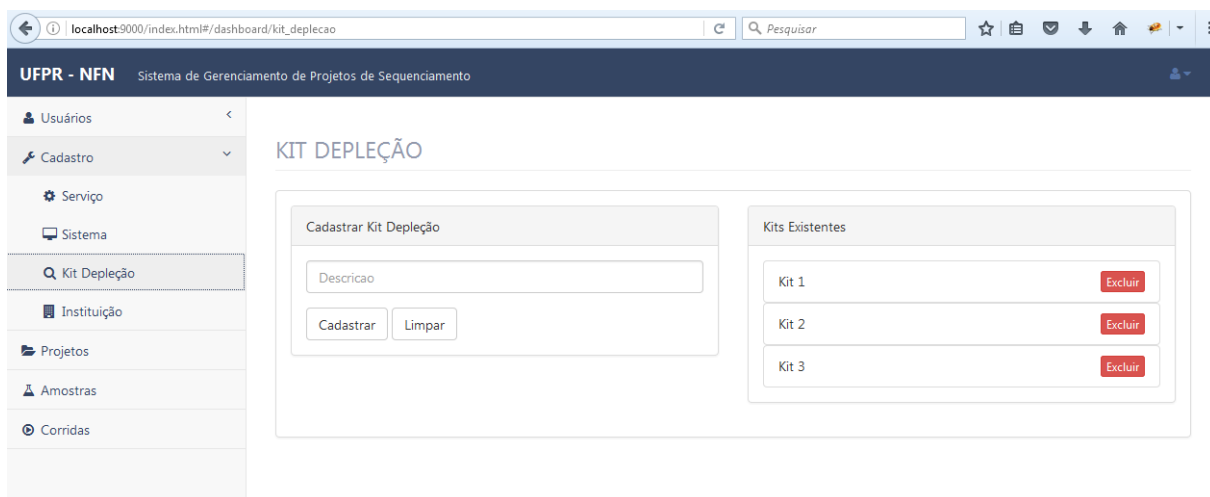 localhost:9000/index.html#/dashboard/kit_deplecao
Pesquisar
UFPR - NFN Sistema de Gerenciamento de Projetos de Sequenciamento
Usuários
Cadastro
Serviço
Sistema
Kit Depleção
Instituição
Projetos
Amostras
Corridas
KIT DEPLEÇÃO
Cadastrar Kit Depleção
Descricao
Cadastrar Limpar
Kits Existentes
Kit 1 Excluir
Kit 2 Excluir
Kit 3 Excluir